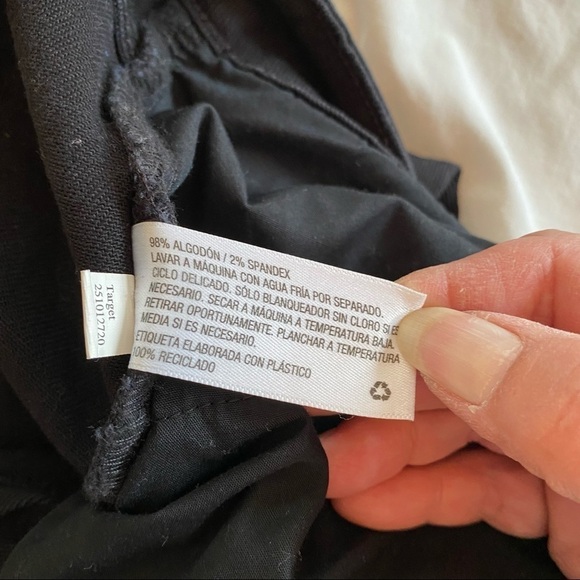 98% ALGODÓN / 2% SPANDEX
LAVAR A MÁQUINA CON AGUA FRÍA POR SEPARADO.
CICLO DELICADO. SÓLO BLANQUEADOR SIN CLORO SI ES
NECESARIO. SECAR A MÁQUINA A TEMPERATURA BAJA
RETIRAR OPORTUNAMENTE. PLANCHAR A TEMPERATURA
MEDIA SI ES NECESARIO.
ETIQUETA ELABORADA CON PLÁSTICO
100% RECICLADO
Target
251012720